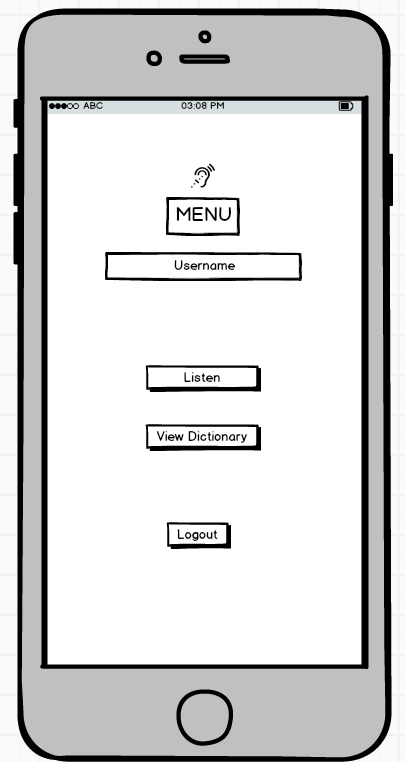 ABC 03:08 PM
MENU
Username
Listen
View Dictionary
Logout